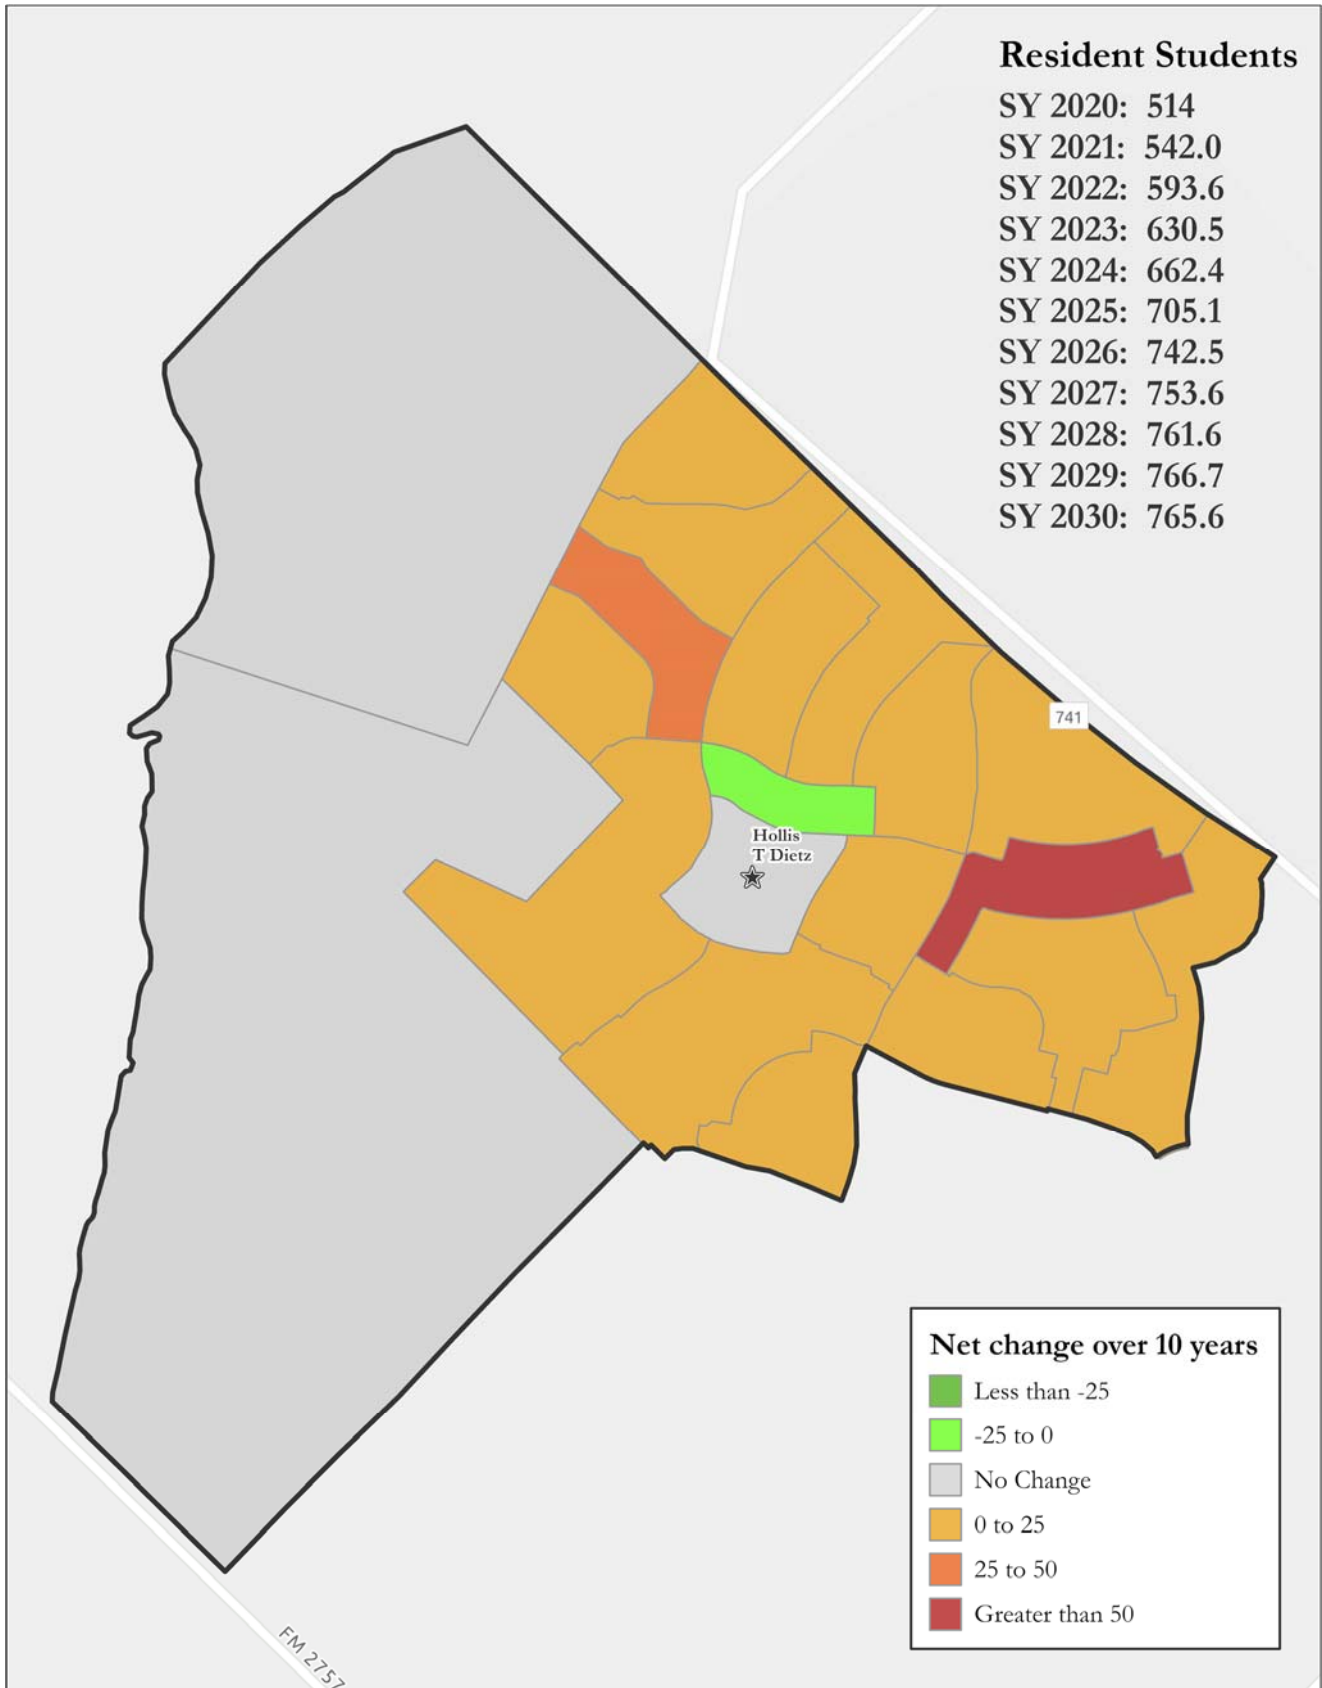 Resident Students
SY 2020: 514
SY 2021: 542.0
SY 2022: 593.6
SY 2023: 630.5
SY 2024: 662.4
SY 2025: 705.1
SY 2026: 742.5
SY 2027: 753.6
SY 2028: 761.6
SY 2029: 766.7
SY 2030: 765.6
741
Hollis
T Dietz
Net change over 10 years
Less than -25
-25 to 0
No Change
0 to 25
25 to 50
Greater than 50
FM 2757